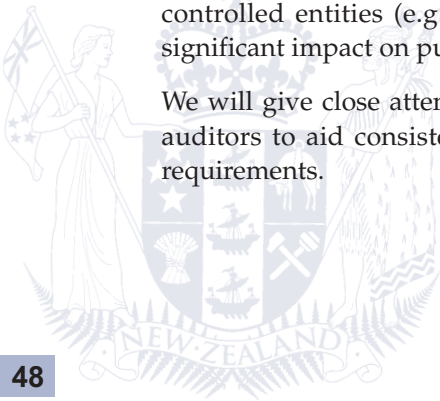 controlled entities (e.g
significant impact on pu
We will give close atten
auditors to aid consiste
requirements.
NEW·ZEALAND
48